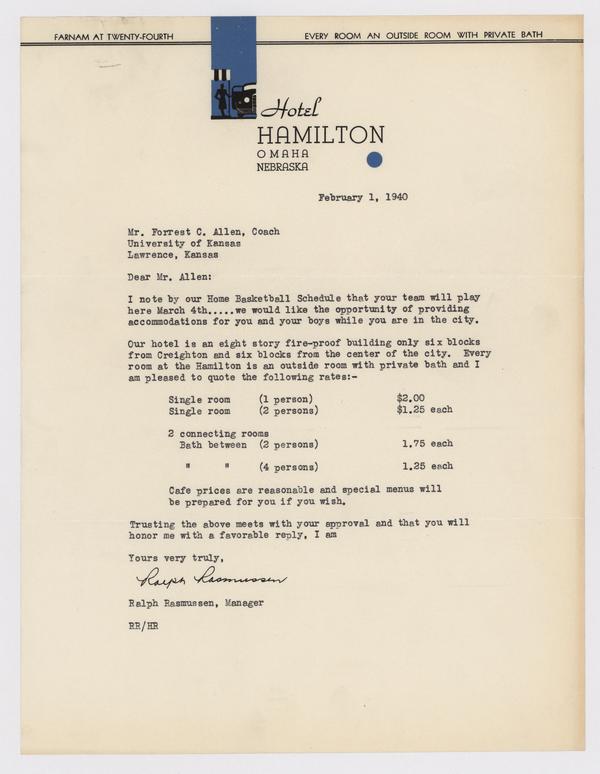 FARNAM AT TWENTY-FOURTH
EVERY ROOM AN OUTSIDE ROOM WITH PRIVATE BATH
Hotel
HAMILTON
OMAHA
NEBRASKA
February 1, 1940
Mr. Forrest C. Allen, Coach
University of Kansas
Lawrence, Kansas
Dear Mr. Allen:
I note by our Home Basketball Schedule that your team will play
here March 4th.....we would like the opportunity of providing
accommodations for you and your boys while you are in the city.
Our hotel is an eight story fire-proof building only six blocks
from Creighton and six blocks from the center of the city. Every
room at the Hamilton is an outside room with private bath and I
am pleased to quote the following rates:-
Single room (1 person) $2.00
Single room (2 persons) $1.25 each
2 connecting rooms
Bath between (2 persons) 1.75 each
" " (4 persons) 1.25 each
Cafe prices are reasonable and special menus will
be prepared for you if you wish.
Trusting the above meets with your approval and that you will
honor me with a favorable reply, I am
Yours very truly,
Ralph Rasmussen
Ralph Rasmussen, Manager
RR/HR